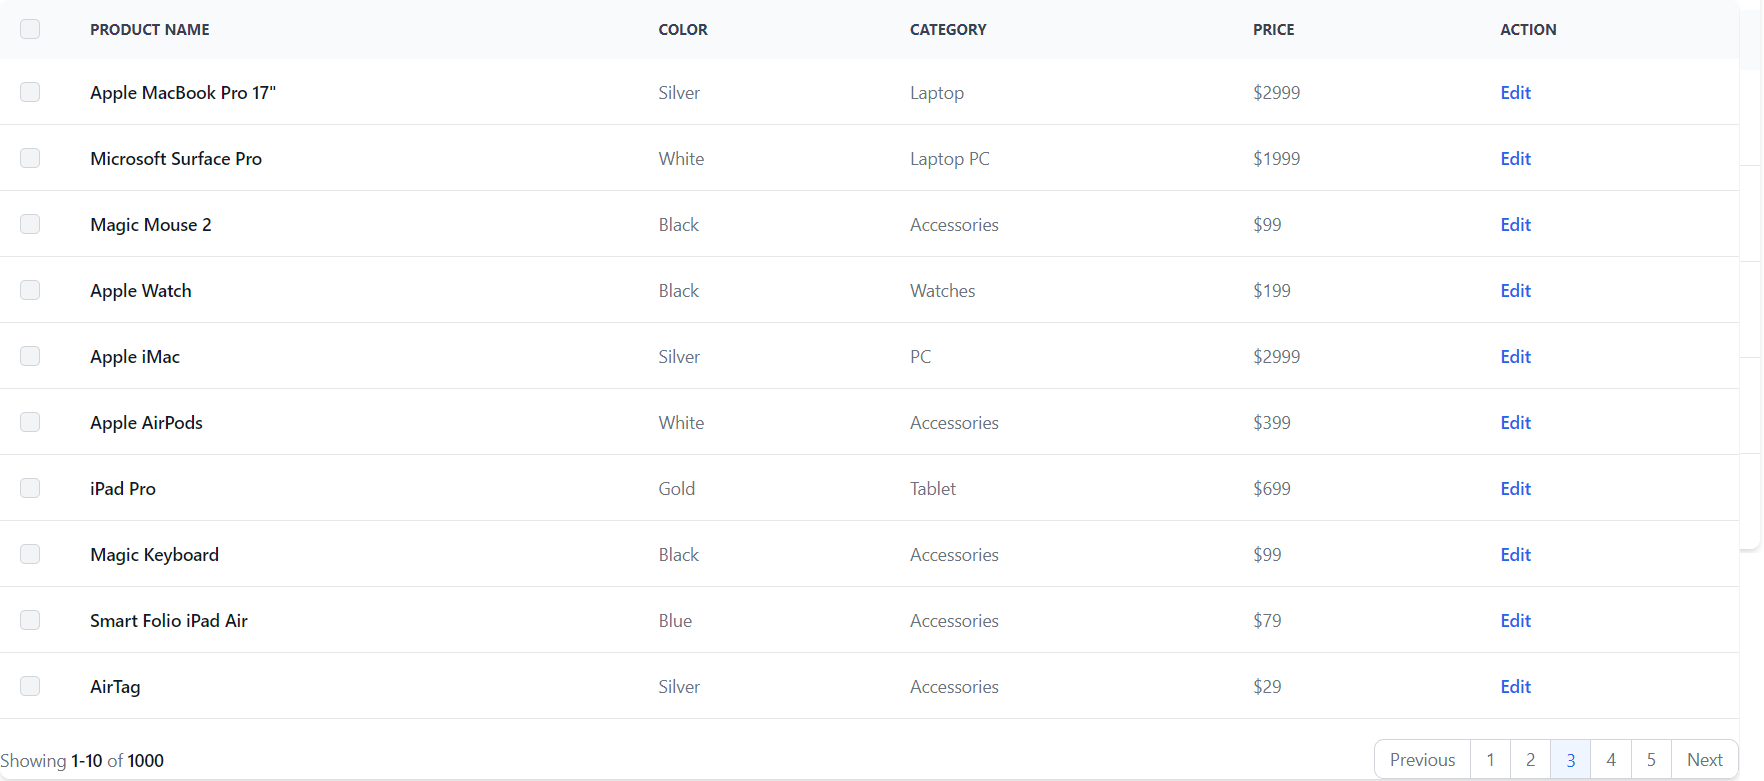 PRODUCT NAME COLOR CATEGORY PRICE ACTION
Apple MacBook Pro 17" Silver Laptop $2999 Edit
Microsoft Surface Pro White Laptop PC $1999 Edit
Magic Mouse 2 Black Accessories $99 Edit
Apple Watch Black Watches $199 Edit
Apple iMac Silver PC $2999 Edit
Apple AirPods White Accessories $399 Edit
iPad Pro Gold Tablet $699 Edit
Magic Keyboard Black Accessories $99 Edit
Smart Folio iPad Air Blue Accessories $79 Edit
AirTag Silver Accessories $29 Edit
Showing 1-10 of 1000 Previous 1 2 3 4 5 Next